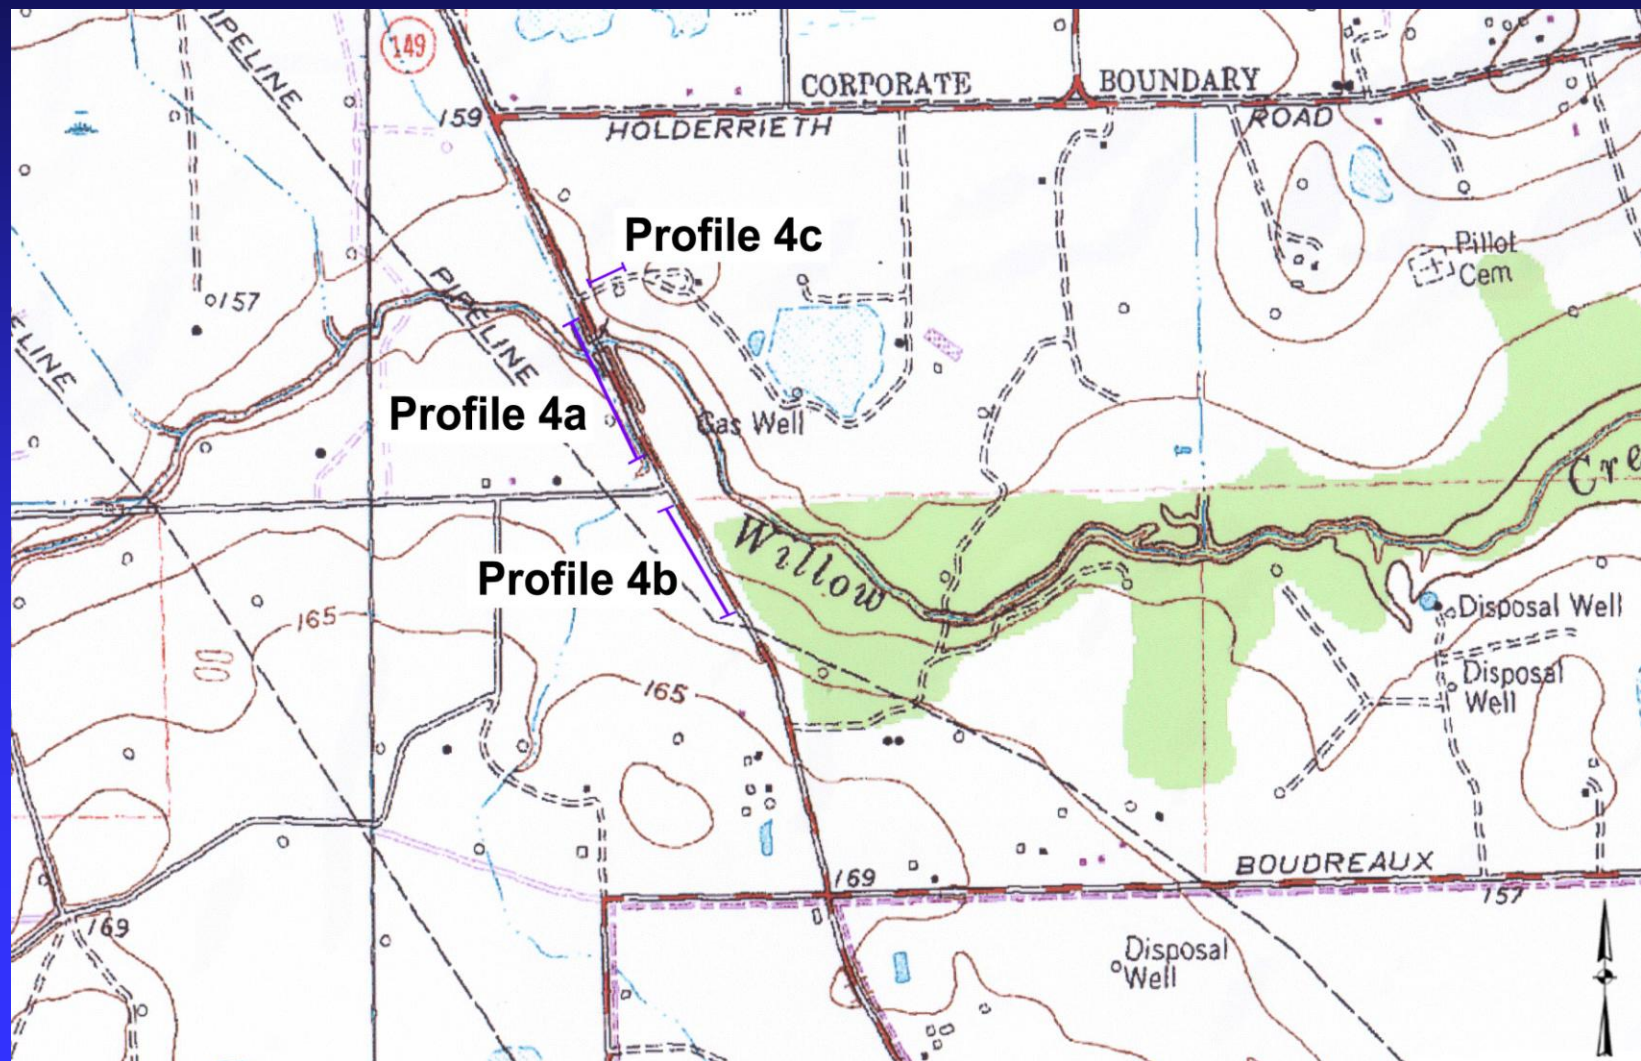 PIPELINE
149
CORPORATE BOUNDARY
159
HOLDERRIETH
ROAD
Profile 4c
Pillot
Cem
157
PIPELINE
ELINE
Profile 4a
Gas Well
Cre
Willow
Profile 4b
165
Disposal Well
165
Disposal
Well
BOUDREAUX
169
157
169
Disposal
Well